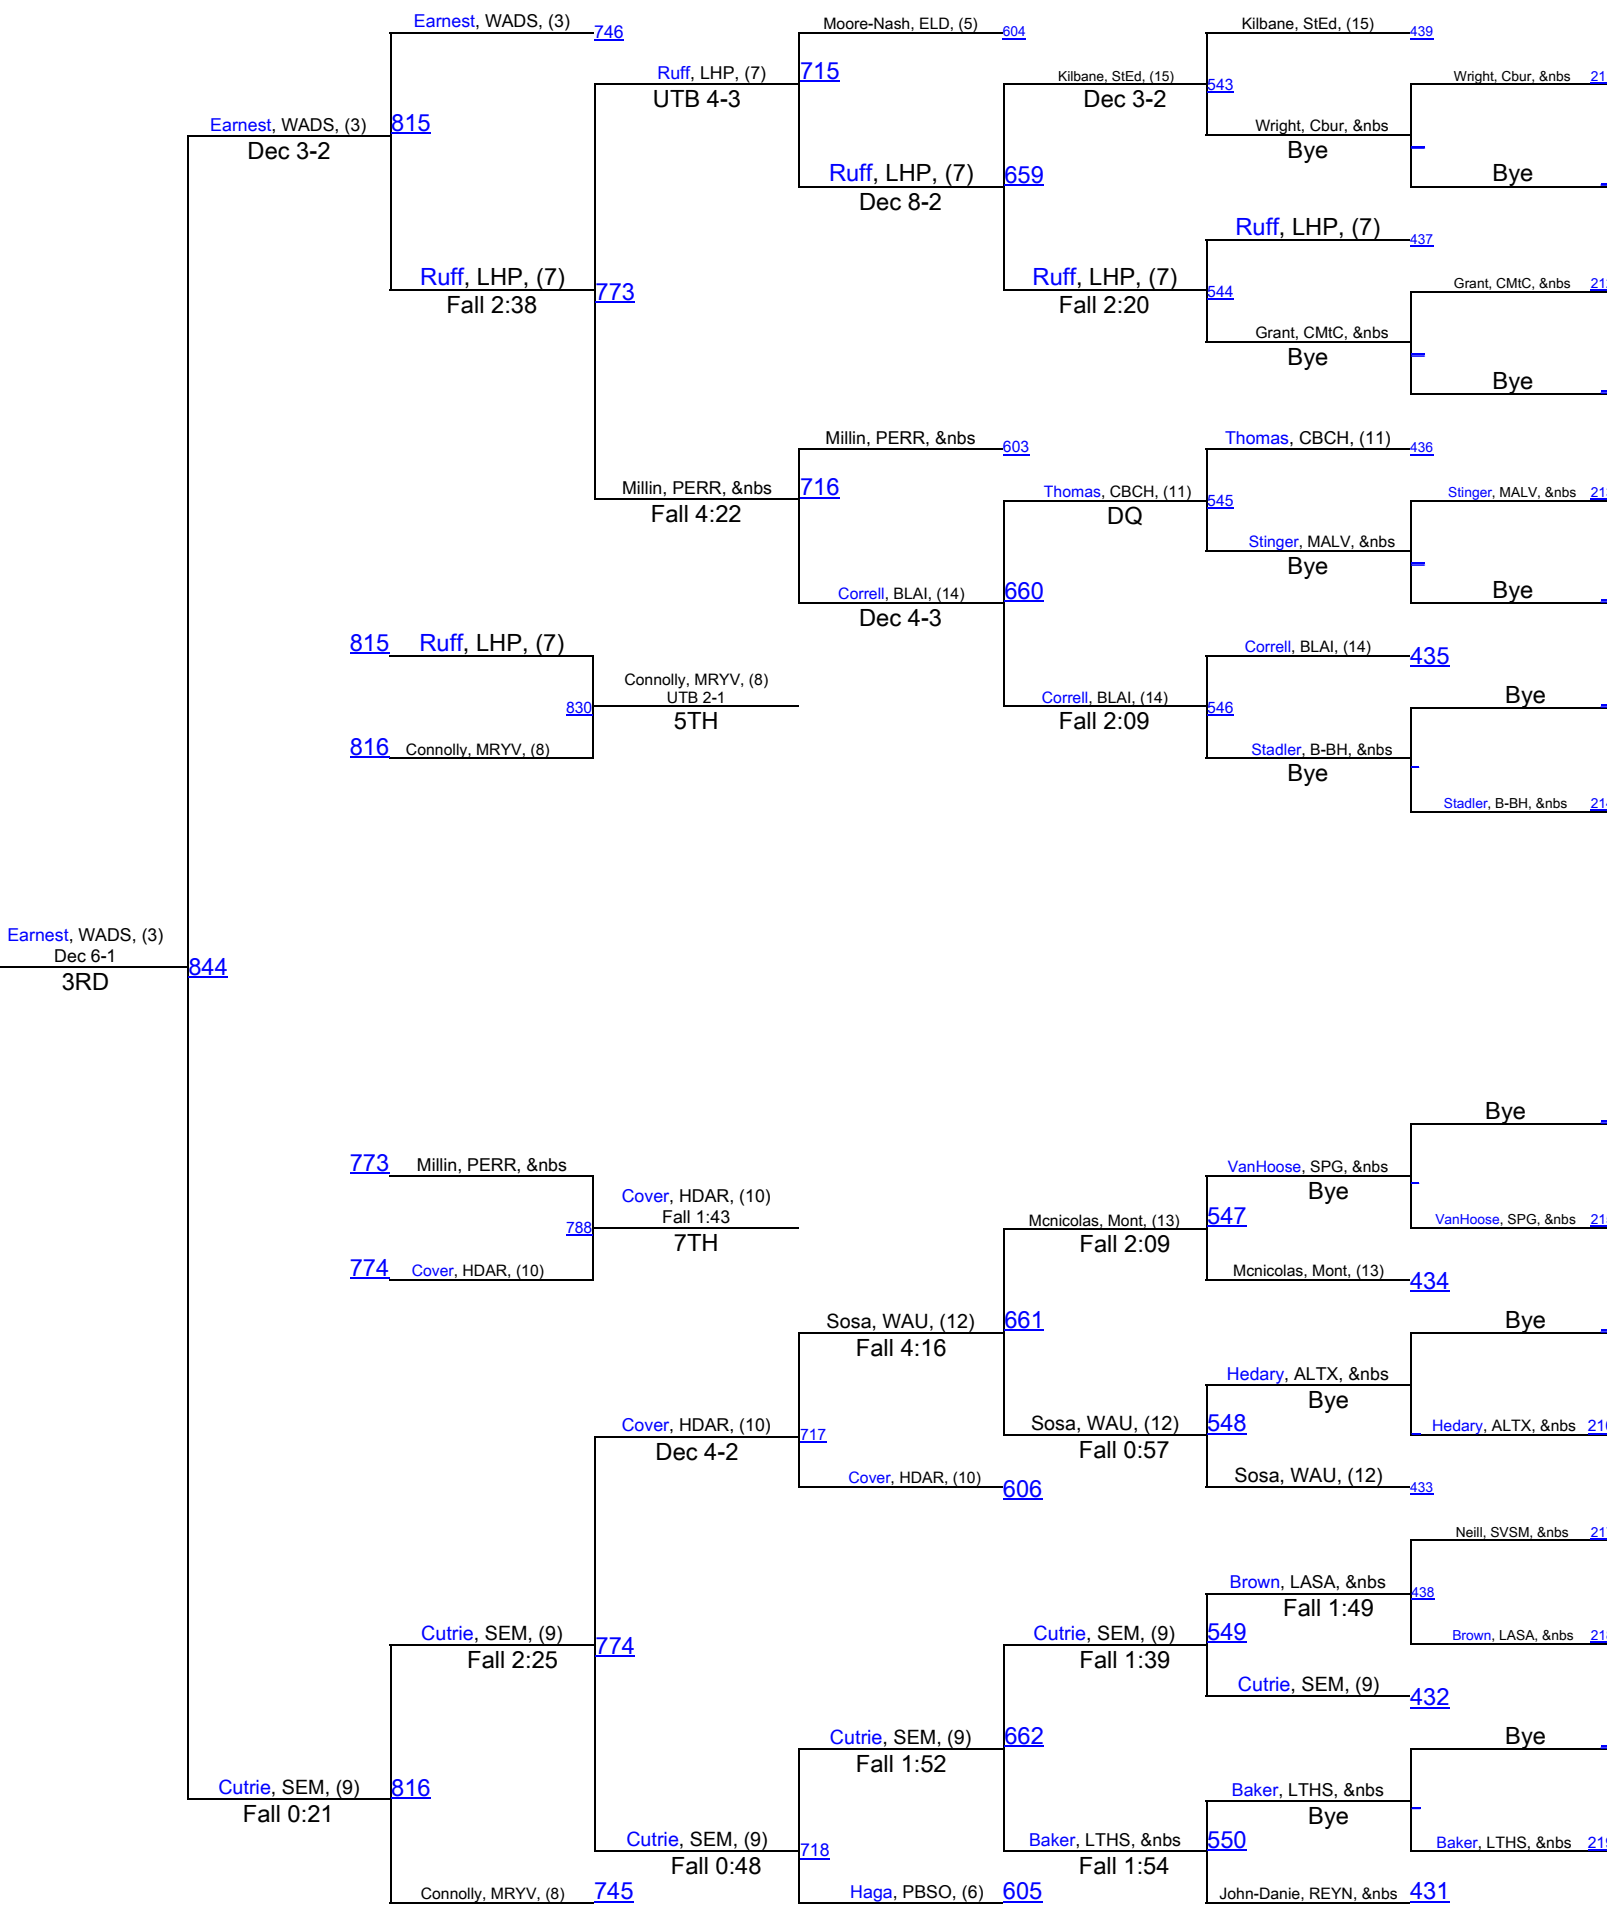 Earnest, WADS, (3)
746
Moore-Nash, ELD, (5)
604
Kilbane, StEd, (15)
439
Ruff, LHP, (7)
UTB 4-3
715
Kilbane, StEd, (15)
Dec 3-2
543
Wright, Cbur, &nbs
21
Earnest, WADS, (3)
Dec 3-2
815
Wright, Cbur, &nbs
Bye
Ruff, LHP, (7)
Dec 8-2
659
Bye
Ruff, LHP, (7)
437
Ruff, LHP, (7)
Fall 2:38
773
Ruff, LHP, (7)
Fall 2:20
544
Grant, CMtC, &nbs
21
Grant, CMtC, &nbs
Bye
Bye
Millin, PERR, &nbs
603
Thomas, CBCH, (11)
436
Millin, PERR, &nbs
Fall 4:22
716
Thomas, CBCH, (11)
DQ
545
Stinger, MALV, &nbs
21
Stinger, MALV, &nbs
Bye
Correll, BLAI, (14)
Dec 4-3
660
Bye
815
Ruff, LHP, (7)
Correll, BLAI, (14)
435
Connolly, MRYV, (8)
UTB 2-1
5TH
830
Correll, BLAI, (14)
Fall 2:09
546
Bye
816
Connolly, MRYV, (8)
Stadler, B-BH, &nbs
Bye
Stadler, B-BH, &nbs
21
Earnest, WADS, (3)
Dec 6-1
3RD
844
Bye
773
Millin, PERR, &nbs
VanHoose, SPG, &nbs
Bye
Cover, HDAR, (10)
Fall 1:43
7TH
788
Mcnicolas, Mont, (13)
Fall 2:09
547
VanHoose, SPG, &nbs
21
774
Cover, HDAR, (10)
Mcnicolas, Mont, (13)
434
Sosa, WAU, (12)
Fall 4:16
661
Bye
Hedary, ALTX, &nbs
Bye
Cover, HDAR, (10)
Dec 4-2
717
Sosa, WAU, (12)
Fall 0:57
548
Hedary, ALTX, &nbs
21
Cover, HDAR, (10)
606
Sosa, WAU, (12)
433
Neill, SVSM, &nbs
21
Brown, LASA, &nbs
Fall 1:49
438
Cutrie, SEM, (9)
Fall 2:25
774
Cutrie, SEM, (9)
Fall 1:39
549
Brown, LASA, &nbs
21
Cutrie, SEM, (9)
432
Cutrie, SEM, (9)
Fall 1:52
662
Bye
Cutrie, SEM, (9)
Fall 0:21
816
Baker, LTHS, &nbs
Bye
Cutrie, SEM, (9)
Fall 0:48
718
Baker, LTHS, &nbs
Fall 1:54
550
Baker, LTHS, &nbs
219
Connolly, MRYV, (8)
745
Haga, PBSO, (6)
605
John-Danie, REYN, &nbs
431